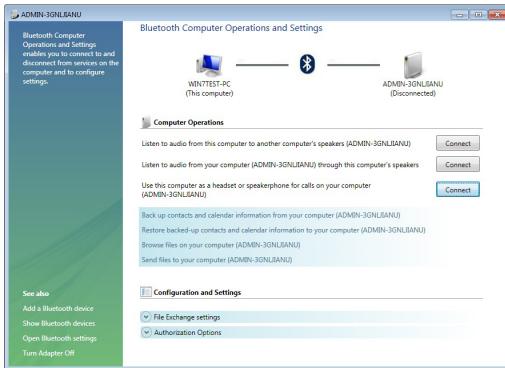 ADMIN-3GNLJIANU
Bluetooth Computer
Operations and Settings
enables you to connect to and
disconnect from services on the
computer and to configure
settings.
Bluetooth Computer Operations and Settings
WIN7TEST-PC
(This computer)
ADMIN-3GNLJIANU
(Disconnected)
Computer Operations
Listen to audio from this computer to another computer's speakers (ADMIN-3GNLJIANU)
Connect
Listen to audio from your computer (ADMIN-3GNLJIANU) through this computer's speakers
Connect
Use this computer as a headset or speakerphone for calls on your computer
(ADMIN-3GNLJIANU)
Connect
Back up contacts and calendar information from your computer (ADMIN-3GNLJIANU)
Restore backed-up contacts and calendar information to your computer (ADMIN-3GNLJIANU)
Browse files on your computer (ADMIN-3GNLJIANU)
Send files to your computer (ADMIN-3GNLJIANU)
See also
Add a Bluetooth device
Show Bluetooth devices
Open Bluetooth settings
Turn Adapter Off
Configuration and Settings
File Exchange settings
Authorization Options